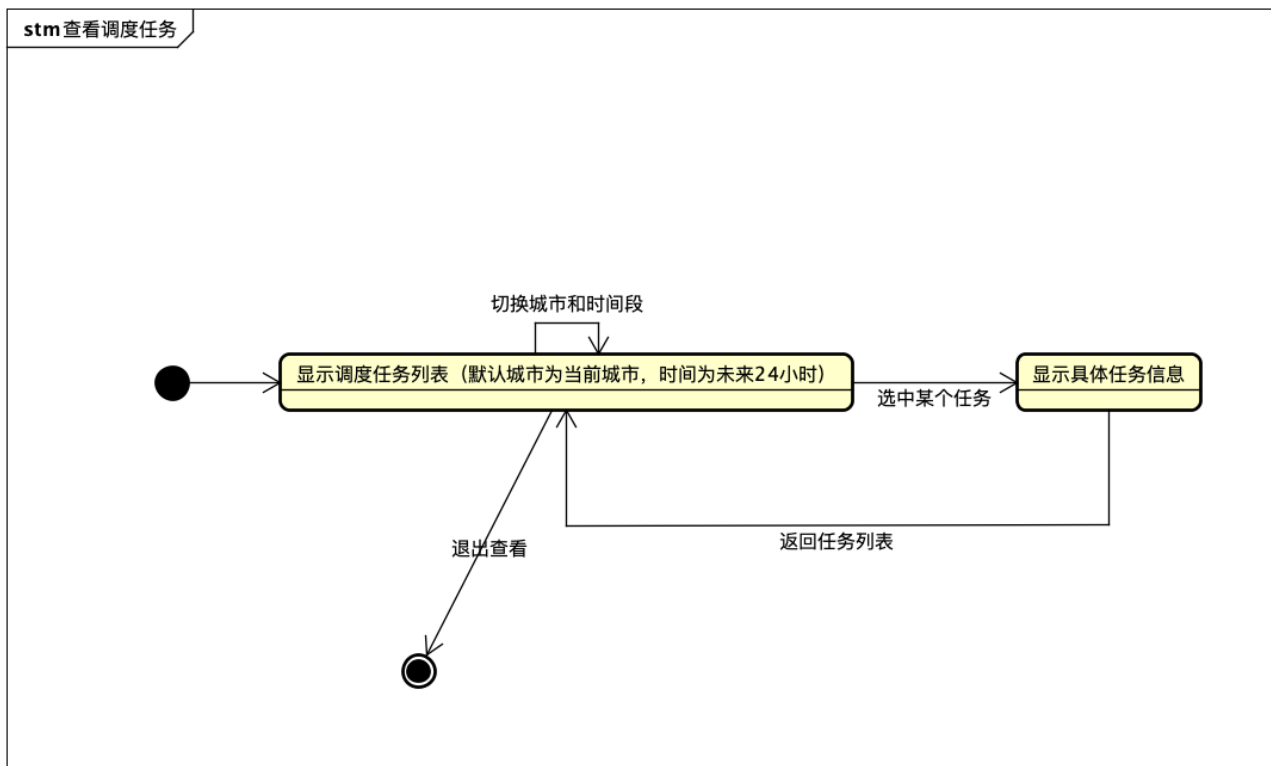 stm 查看调度任务
切换城市和时间段
显示调度任务列表（默认城市为当前城市，时间为未来24小时）
显示具体任务信息
选中某个任务
返回任务列表
退出查看